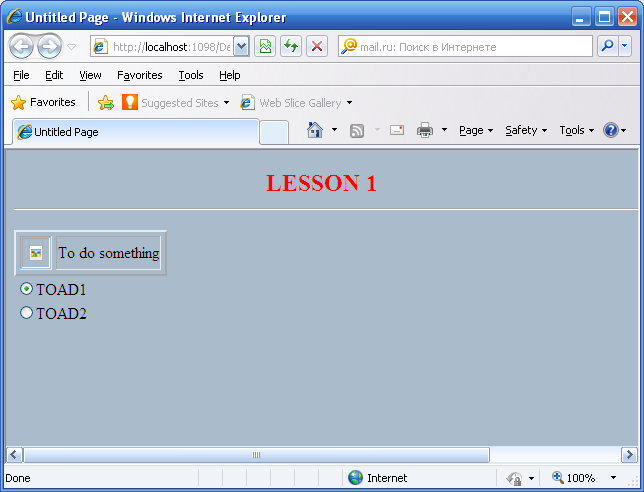 Untitled Page - Windows Internet Explorer
http://localhost:1098/De
mail.ru: Поиск в Интернете
File Edit View Favorites Tools Help
Favorites Suggested Sites Web Slice Gallery
Untitled Page Page Safety Tools
LESSON 1
To do something
TOAD1
TOAD2
Done Internet 100%